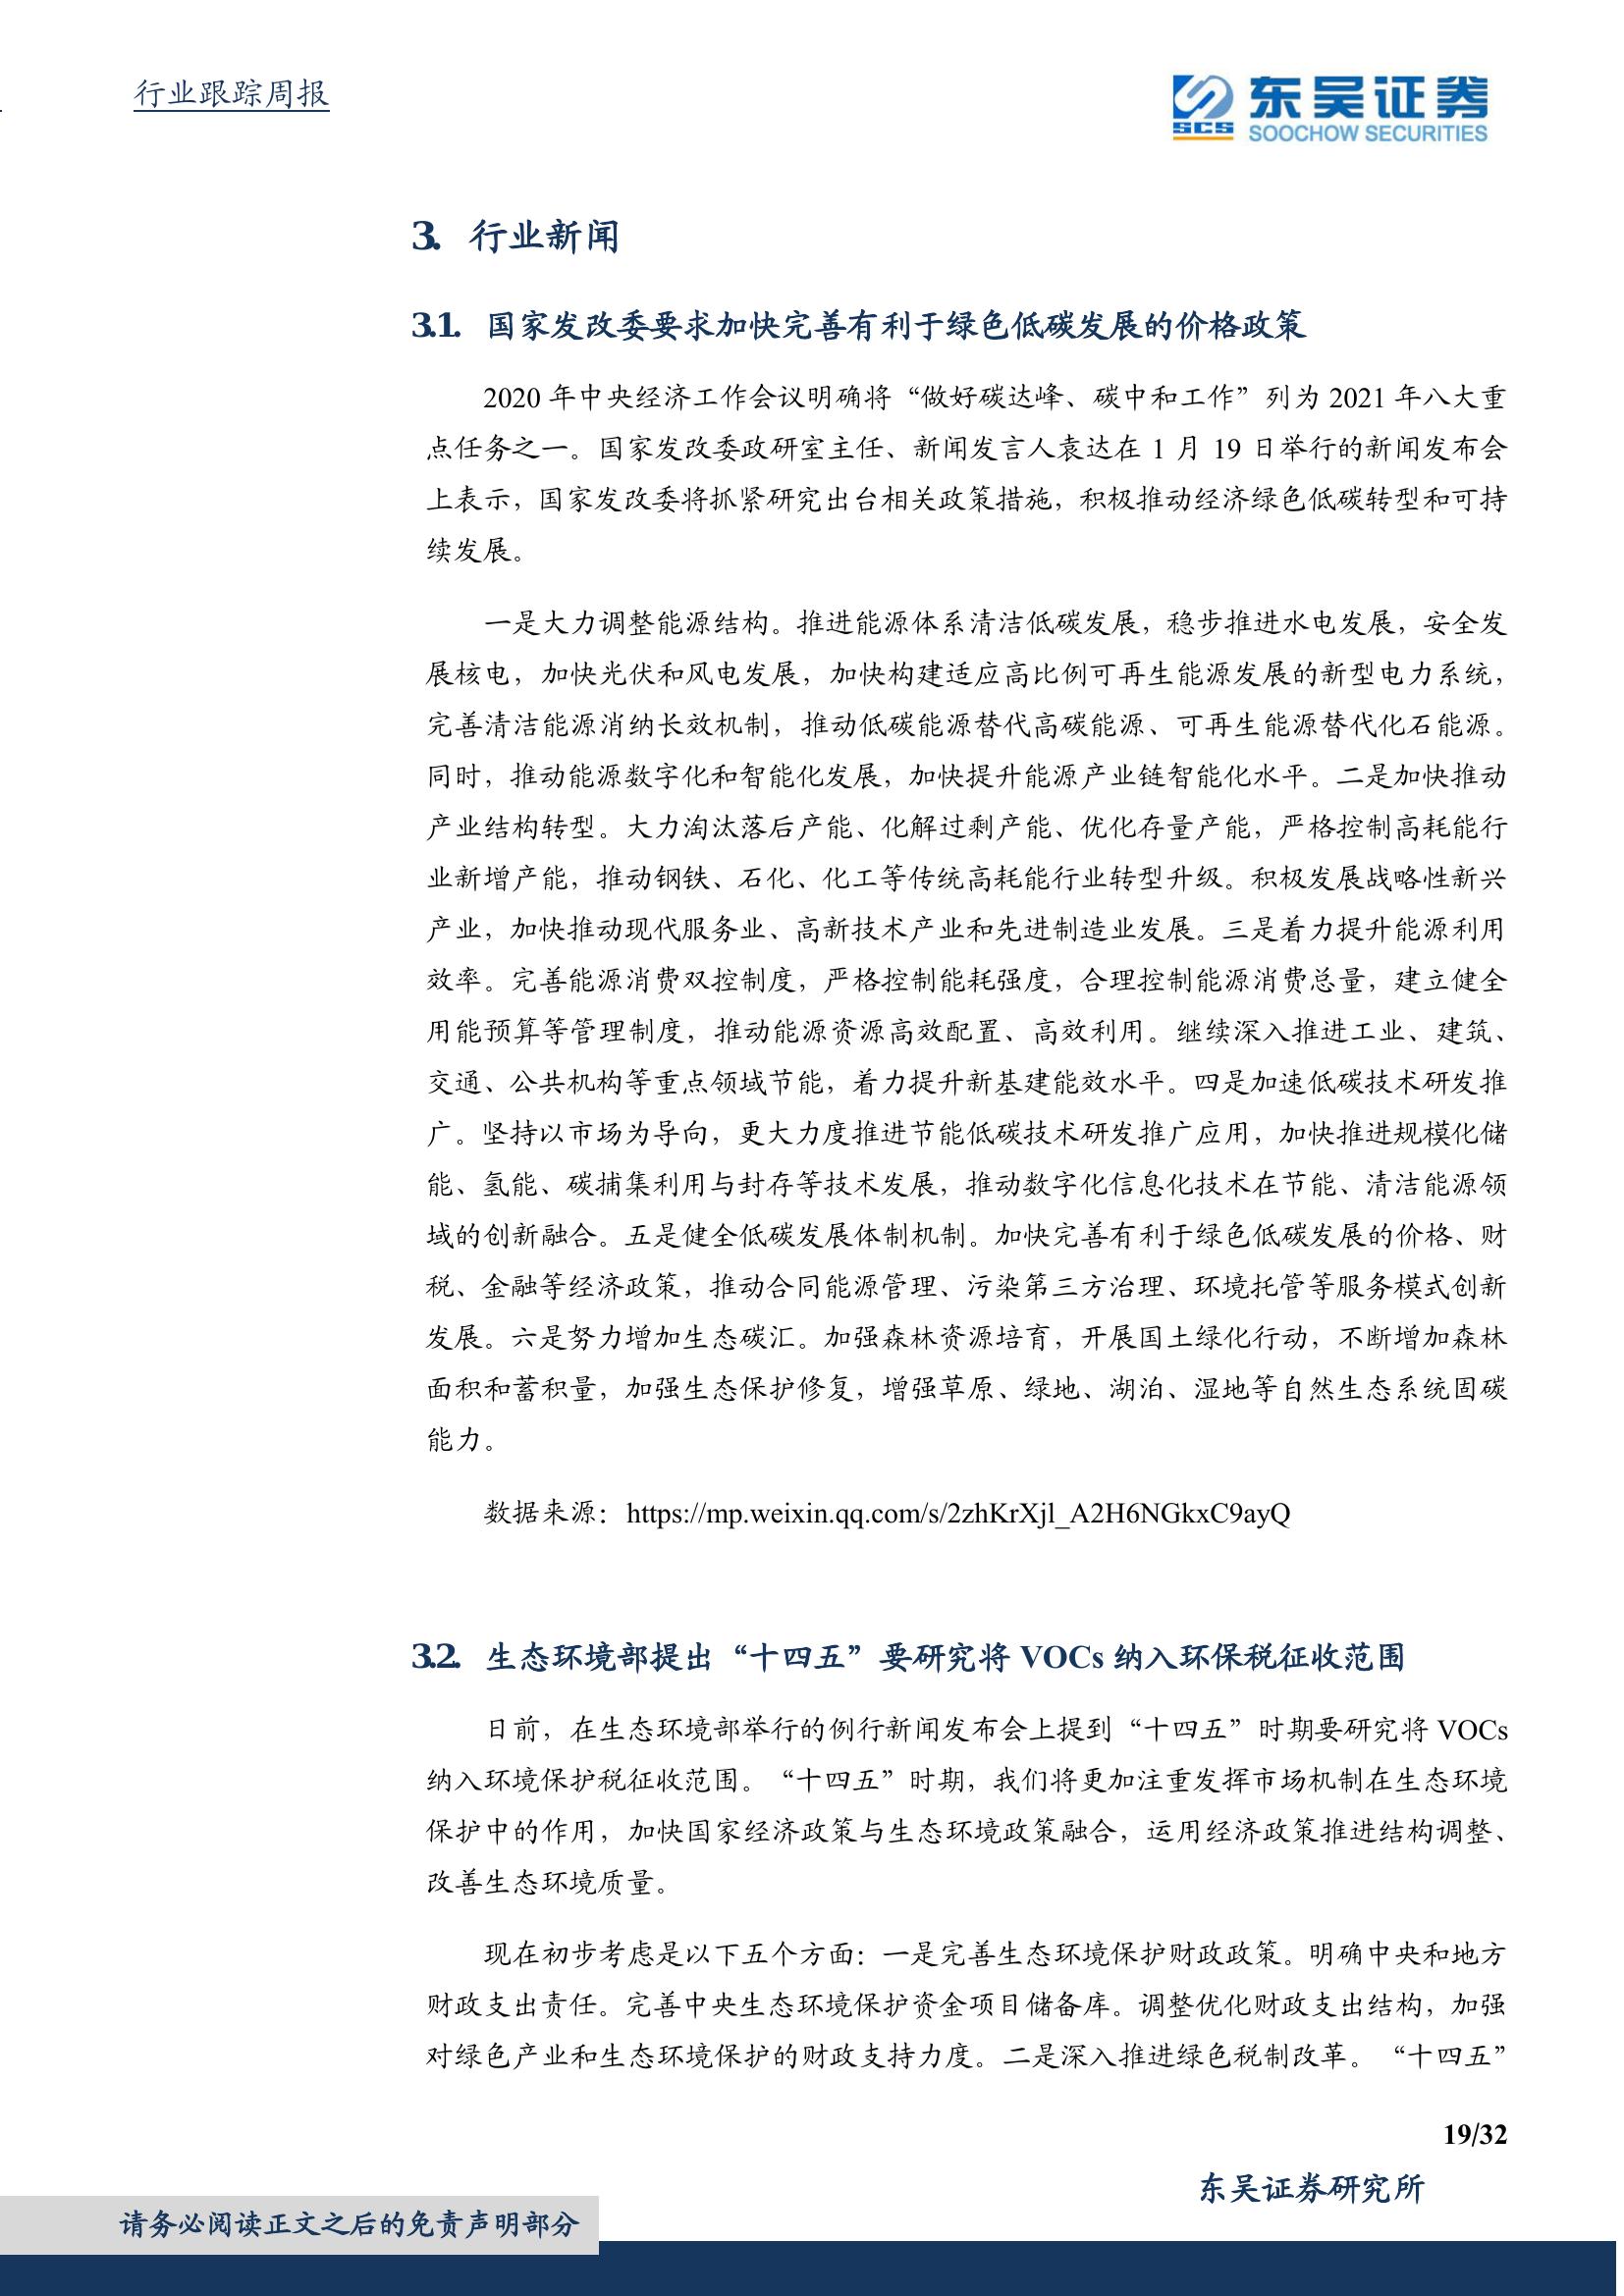 行业跟踪周报
SCS
东吴证券
SOOCHOW SECURITIES
3. 行业新闻
3.1. 国家发改委要求加快完善有利于绿色低碳发展的价格政策
2020 年中央经济工作会议明确将“做好碳达峰、碳中和工作”列为 2021 年八大重
点任务之一。国家发改委政研室主任、新闻发言人袁达在 1 月 19 日举行的新闻发布会
上表示，国家发改委将抓紧研究出台相关政策措施，积极推动经济绿色低碳转型和可持
续发展。
一是大力调整能源结构。推进能源体系清洁低碳发展，稳步推进水电发展，安全发
展核电，加快光伏和风电发展，加快构建适应高比例可再生能源发展的新型电力系统，
完善清洁能源消纳长效机制，推动低碳能源替代高碳能源、可再生能源替代化石能源。
同时，推动能源数字化和智能化发展，加快提升能源产业链智能化水平。二是加快推动
产业结构转型。大力淘汰落后产能、化解过剩产能、优化存量产能，严格控制高耗能行
业新增产能，推动钢铁、石化、化工等传统高耗能行业转型升级。积极发展战略性新兴
产业，加快推动现代服务业、高新技术产业和先进制造业发展。三是着力提升能源利用
效率。完善能源消费双控制度，严格控制能耗强度，合理控制能源消费总量，建立健全
用能预算等管理制度，推动能源资源高效配置、高效利用。继续深入推进工业、建筑、
交通、公共机构等重点领域节能，着力提升新基建能效水平。四是加速低碳技术研发推
广。坚持以市场为导向，更大力度推进节能低碳技术研发推广应用，加快推进规模化储
能、氢能、碳捕集利用与封存等技术发展，推动数字化信息化技术在节能、清洁能源领
域的创新融合。五是健全低碳发展体制机制。加快完善有利于绿色低碳发展的价格、财
税、金融等经济政策，推动合同能源管理、污染第三方治理、环境托管等服务模式创新
发展。六是努力增加生态碳汇。加强森林资源培育，开展国土绿化行动，不断增加森林
面积和蓄积量，加强生态保护修复，增强草原、绿地、湖泊、湿地等自然生态系统固碳
能力。
数据来源：https://mp.weixin.qq.com/s/2zhKrXjl_A2H6NGkxC9ayQ
3.2. 生态环境部提出“十四五”要研究将 VOCs 纳入环保税征收范围
日前，在生态环境部举行的例行新闻发布会上提到“十四五”时期要研究将 VOCs
纳入环境保护税征收范围。“十四五”时期，我们将更加注重发挥市场机制在生态环境
保护中的作用，加快国家经济政策与生态环境政策融合，运用经济政策推进结构调整、
改善生态环境质量。
现在初步考虑是以下五个方面：一是完善生态环境保护财政政策。明确中央和地方
财政支出责任。完善中央生态环境保护资金项目储备库。调整优化财政支出结构，加强
对绿色产业和生态环境保护的财政支持力度。二是深入推进绿色税制改革。“十四五”
19/32
东吴证券研究所
请务必阅读正文之后的免责声明部分